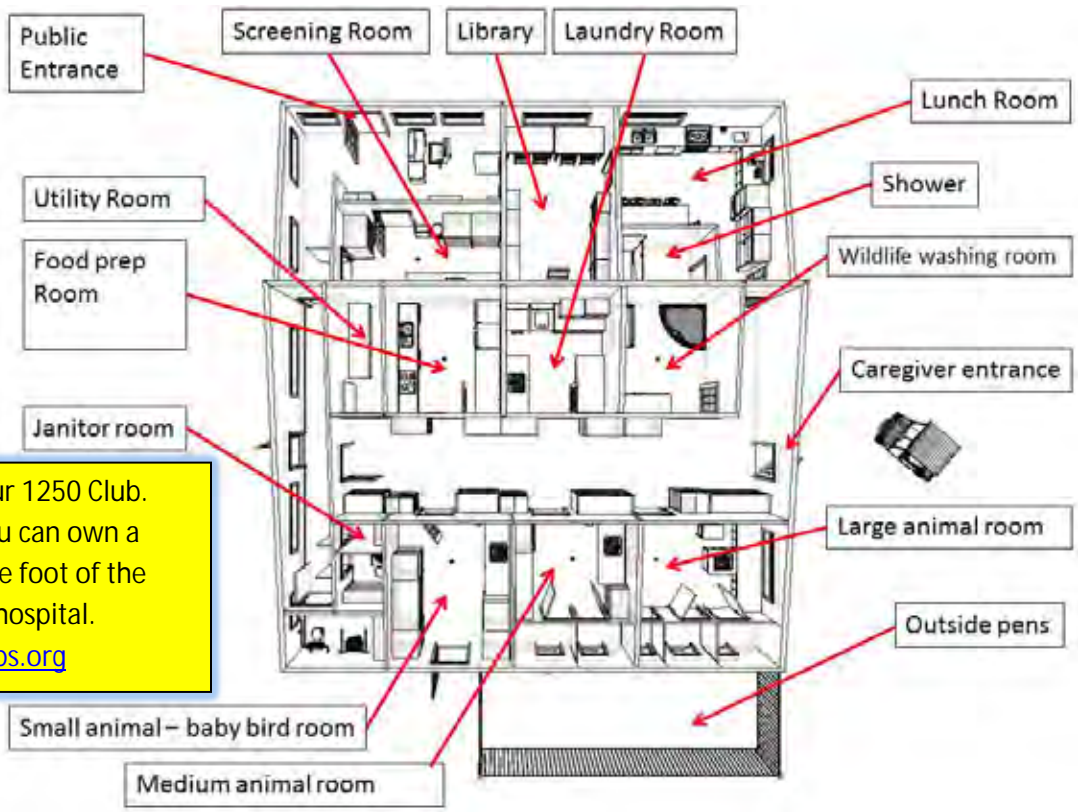 Public
Entrance
Screening Room
Library
Laundry Room
Lunch Room
Utility Room
Shower
Food prep
Room
Wildlife washing room
Caregiver entrance
Janitor room
ur 1250 Club.
u can own a
e foot of the
hospital.
os.org
Large animal room
Outside pens
Small animal – baby bird room
Medium animal room